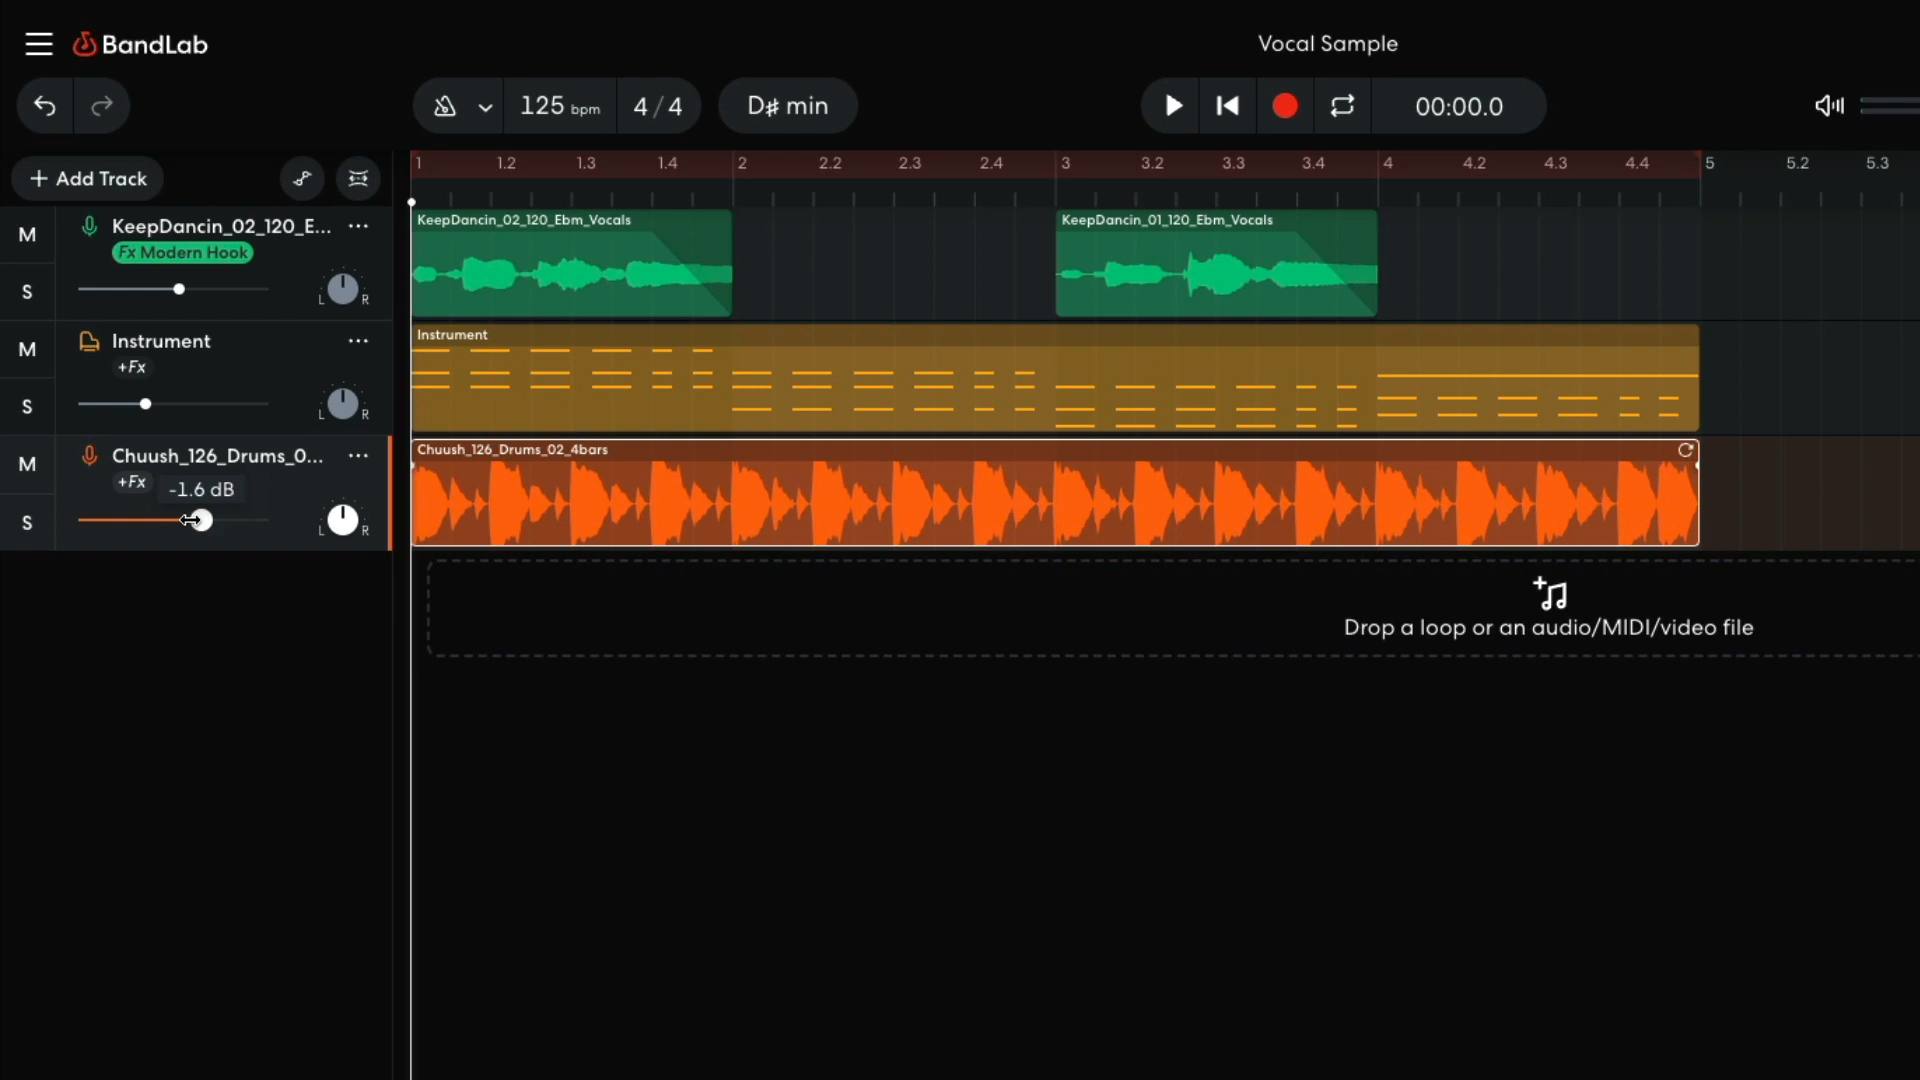 BandLab
Vocal Sample
125 bpm
4 / 4
D♯ min
00:00.0
+ Add Track
1 1.2 1.3 1.4 2 2.2 2.3 2.4 3 3.2 3.3 3.4 4 4.2 4.3 4.4 5 5.2 5.3
M
KeepDancin_02_120_E...
Fx Modern Hook
S
L R
KeepDancin_02_120_Ebm_Vocals
KeepDancin_01_120_Ebm_Vocals
M
Instrument
+Fx
S
L R
Instrument
M
Chuush_126_Drums_0...
+Fx
-1.6 dB
S
L R
Chuush_126_Drums_02_4bars
Drop a loop or an audio/MIDI/video file